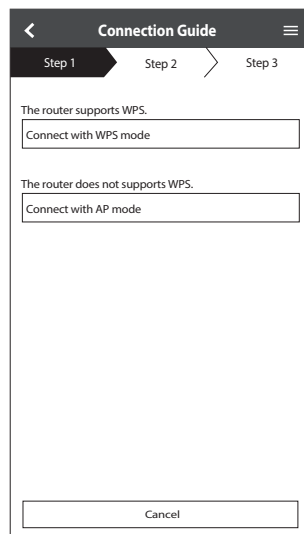 Connection Guide
Step 1
Step 2
Step 3
The router supports WPS.
Connect with WPS mode
The router does not supports WPS.
Connect with AP mode
Cancel